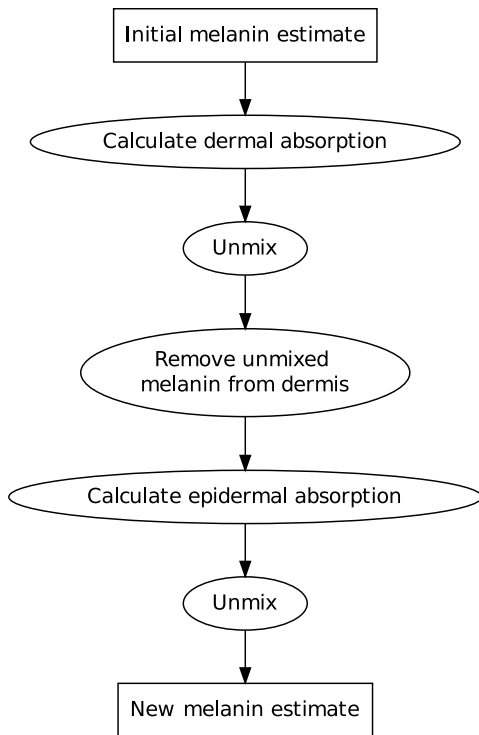 Initial melanin estimate
Calculate dermal absorption
Unmix
Remove unmixed
melanin from dermis
Calculate epidermal absorption
Unmix
New melanin estimate